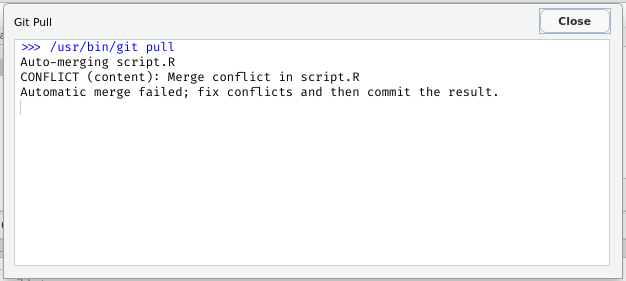 Git Pull
Close
>>> /usr/bin/git pull
Auto-merging script.R
CONFLICT (content): Merge conflict in script.R
Automatic merge failed; fix conflicts and then commit the result.